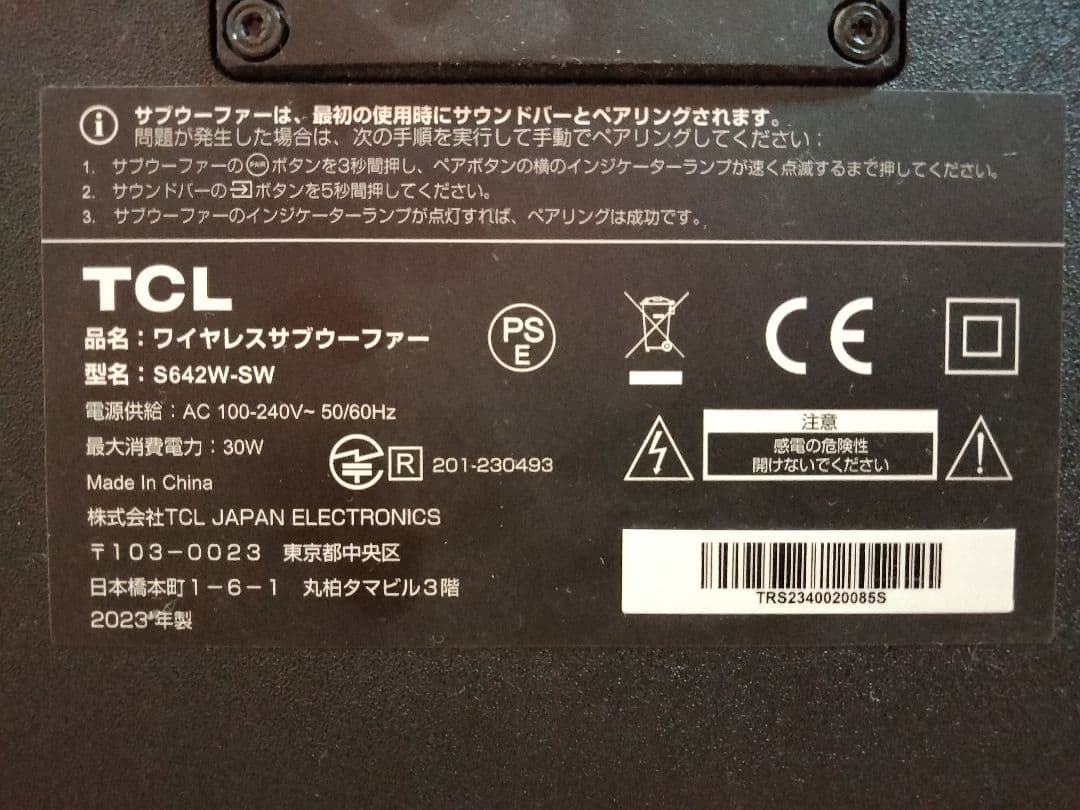 サブウーファーは、最初の使用時にサウンドバーとペアリングされます。
問題が発生した場合は、次の手順を実行して手動でペアリングしてください：
1. サブウーファーの PAIR ボタンを3秒間押し、ペアボタンの横のインジケーターランプが速く点滅するまで押してください。
2. サウンドバーの ボタンを5秒間押してください。
3. サブウーファーのインジケーターランプが点灯すれば、ペアリングは成功です。
TCL
品名：ワイヤレスサブウーファー
型名：S642W-SW
電源供給：AC 100-240V~ 50/60Hz
最大消費電力：30W
Made In China
株式会社TCL JAPAN ELECTRONICS
〒103-0023 東京都中央区
日本橋本町1-6-1 丸柏タマビル3階
2023年製
PS
E
CE
R 201-230493
注意
感電の危険性
開けないでください
TRS2340020085S